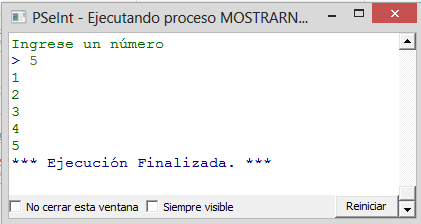 PSeInt - Ejecutando proceso MOSTRARN...
Ingrese un número
> 5
1
2
3
4
5
*** Ejecución Finalizada. ***
No cerrar esta ventana Siempre visible Reiniciar